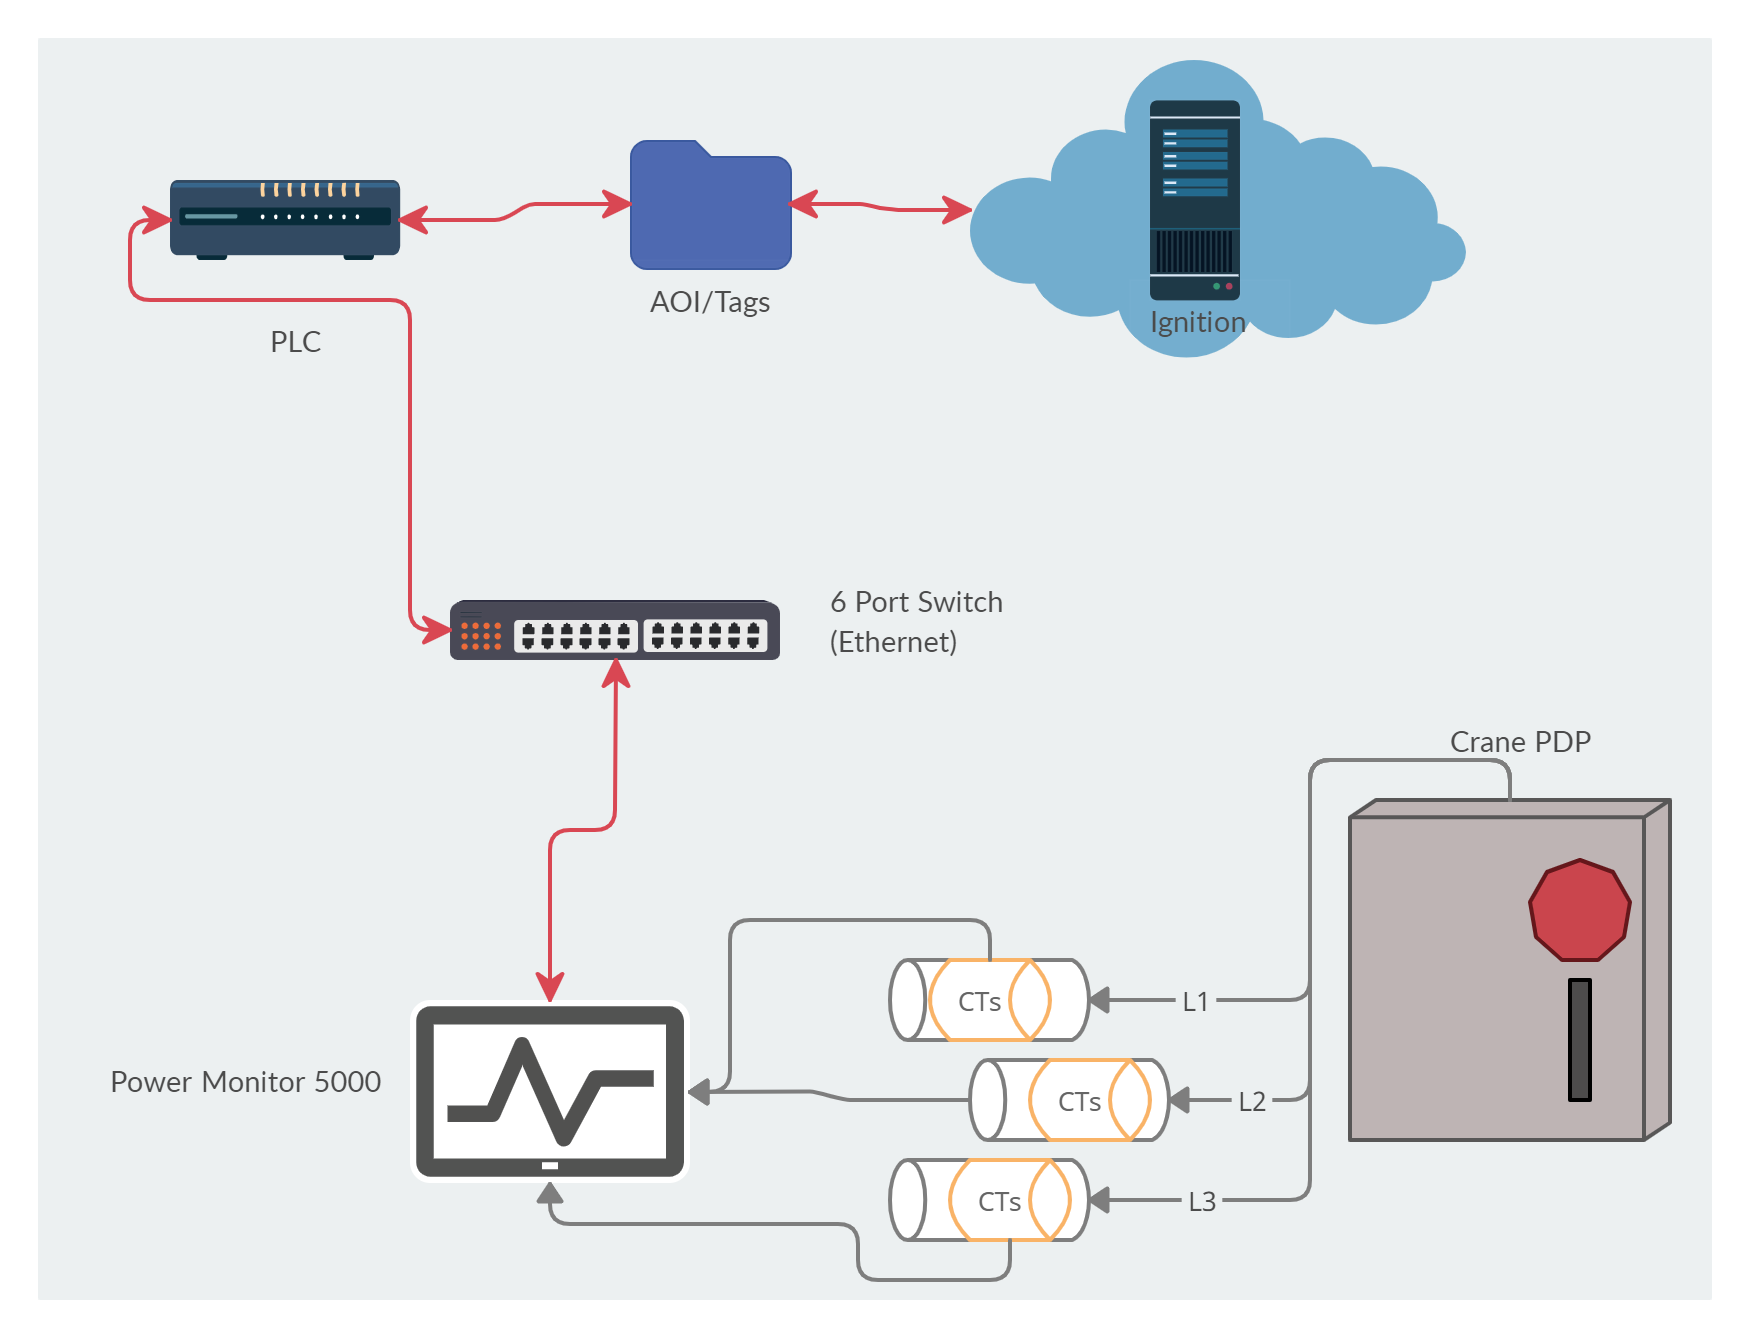 AOI/Tags
Ignition
PLC
6 Port Switch
(Ethernet)
Crane PDP
CTs
L1
Power Monitor 5000
CTs
L2
CTs
L3